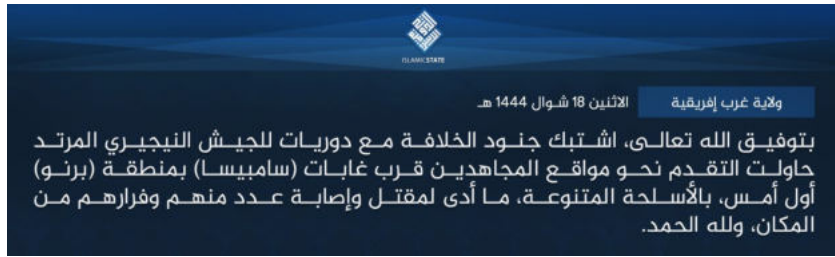 ISLAMIC STATE
ولاية غرب إفريقية الاثنين 18 شوال 1444 هـ
بتوفيق الله تعالى، اشتبك جنود الخلافة مع دوريات للجيش النيجيري المرتد
حاولت التقدم نحو مواقع المجاهدين قرب غابات (سامبيسا) بمنطقة (برنو)
أول أمس، بالأسلحة المتنوعة، ما أدى لمقتل وإصابة عدد منهم وفرارهم من
المكان، ولله الحمد.